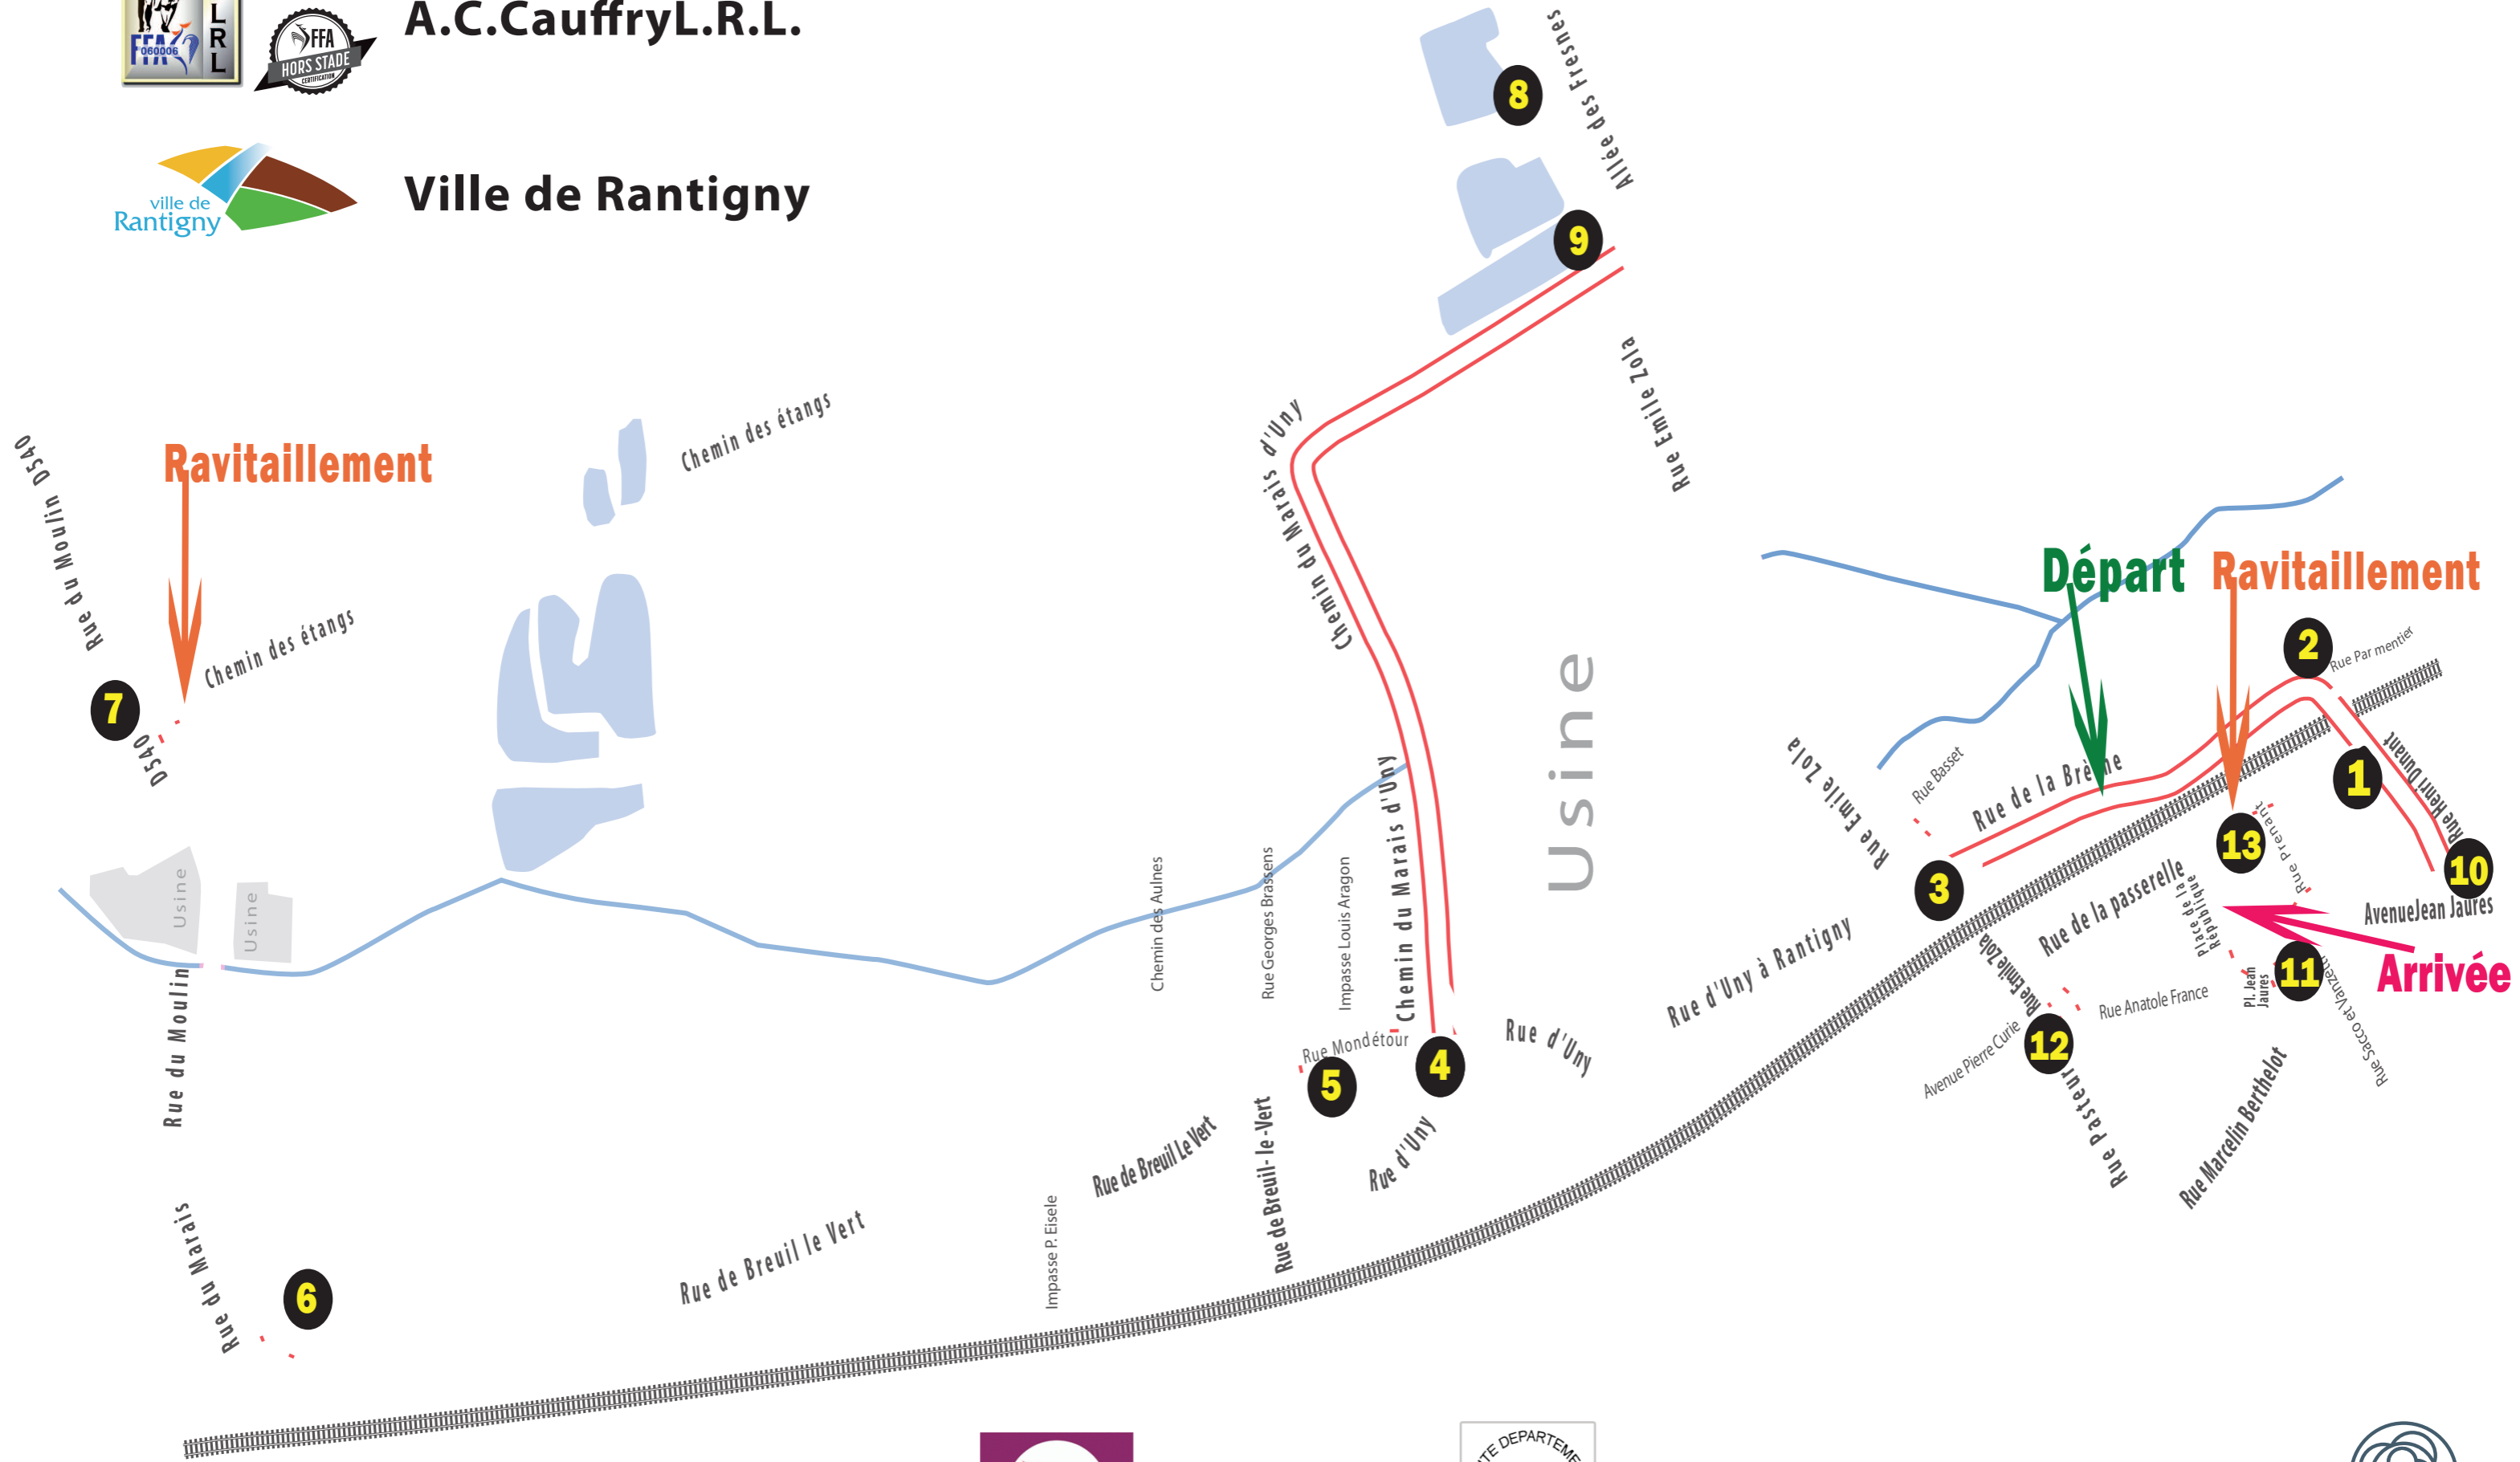 L
R
L
FFA
060006
FFA
HORS STADE
CERTIFICATION
A.C.CauffryL.R.L.
ville de
Rantigny
Ville de Rantigny
8
Allée des Fresnes
9
Rue Emile Zola
Chemin du Marais d'Uny
Chemin des étangs
Ravitaillement
Rue du Moulin D540
Chemin des étangs
7
D540
Usine
Usine
Rue du Moulin
Rue du Marais
6
Rue de Breuil le Vert
Impasse P. Eisele
Rue de Breuil Le Vert
Rue de Breuil- le -Vert
Chemin des Aulnes
Rue Georges Brassens
Impasse Louis Aragon
Chemin du Marais d'Uny
Rue Mondétour
5
4
Rue d'Uny
Rue d'Uny
Usine
Départ
Ravitaillement
2
Rue Par mentier
1
Rue Henri Dunant
Rue Emile Zola
Rue Basset
Rue de la Brèche
3
13
Rue Prenant
10
Avenue Jean Jaurès
Rue d'Uny à Rantigny
Rue de la passerelle
Place de la
République
Rue Emile Zola
11
Arrivée
Pl. Jean
Jaures
Rue Anatole France
Avenue Pierre Curie
12
Rue Sacco et Vanzetti
Rue Pasteur
Rue Marcelin Berthelot